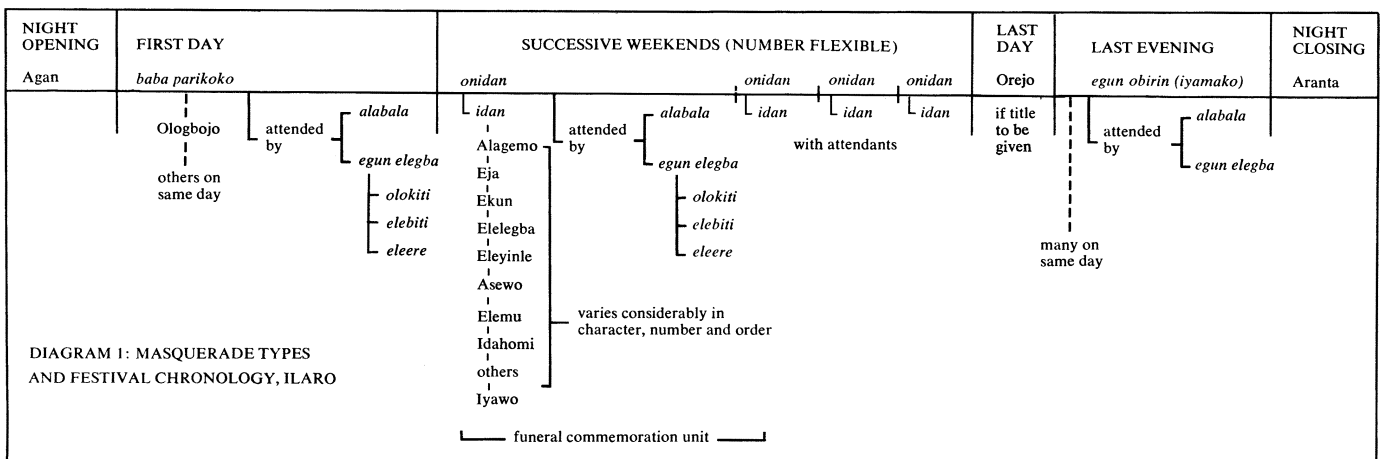 NIGHT
OPENING
Agan
FIRST DAY
baba parikoko
Ologbojo
others on
same day
attended
by
alabala
egun elegba
olokiti
elebiti
eleere
SUCCESSIVE WEEKENDS (NUMBER FLEXIBLE)
onidan
idan
Alagemo
Eja
Ekun
Elelegba
Eleyinle
Asewo
Elemu
Idahomi
others
Iyawo
attended
by
alabala
egun elegba
olokiti
elebiti
eleere
varies considerably in
character, number and order
onidan
idan
onidan
idan
onidan
idan
with attendants
funeral commemoration unit
LAST
DAY
Orejo
if title
to be
given
LAST EVENING
egun obirin (iyamako)
many on
same day
attended
by
alabala
egun elegba
NIGHT
CLOSING
Aranta
DIAGRAM 1: MASQUERADE TYPES
AND FESTIVAL CHRONOLOGY, ILARO